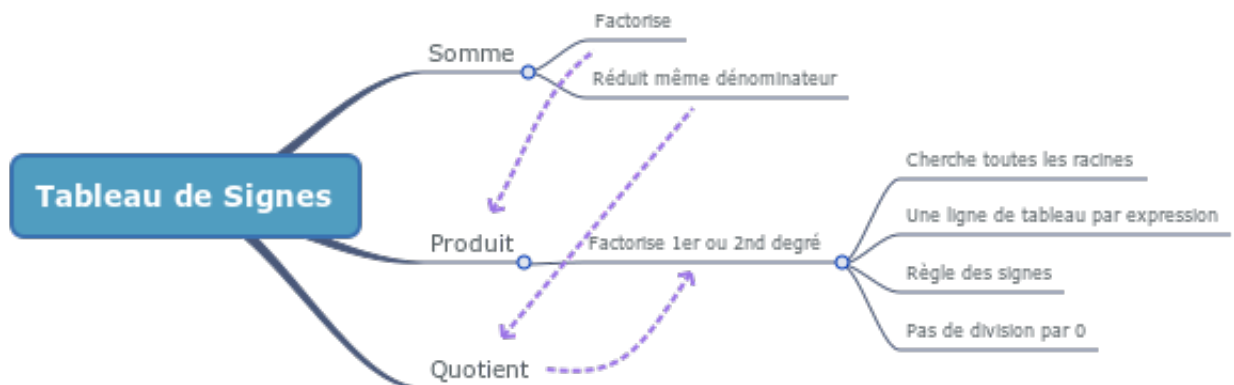 Tableau de Signes
Somme
Factorise
Réduit même dénominateur
Produit
Factorise 1er ou 2nd degré
Cherche toutes les racines
Une ligne de tableau par expression
Règle des signes
Pas de division par 0
Quotient